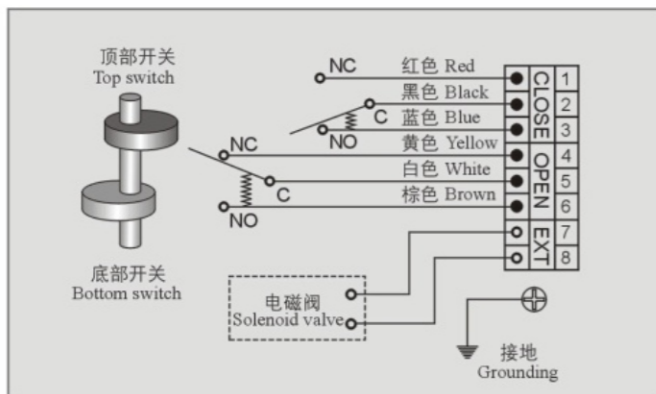 顶部开关
Top switch
底部开关
Bottom switch
NC
红色 Red
黑色 Black
C
蓝色 Blue
NO
NC
黄色 Yellow
白色 White
C
棕色 Brown
NO
CLOSE
OPEN
EXT
1
2
3
4
5
6
7
8
电磁阀
Solenoid valve
接地
Grounding